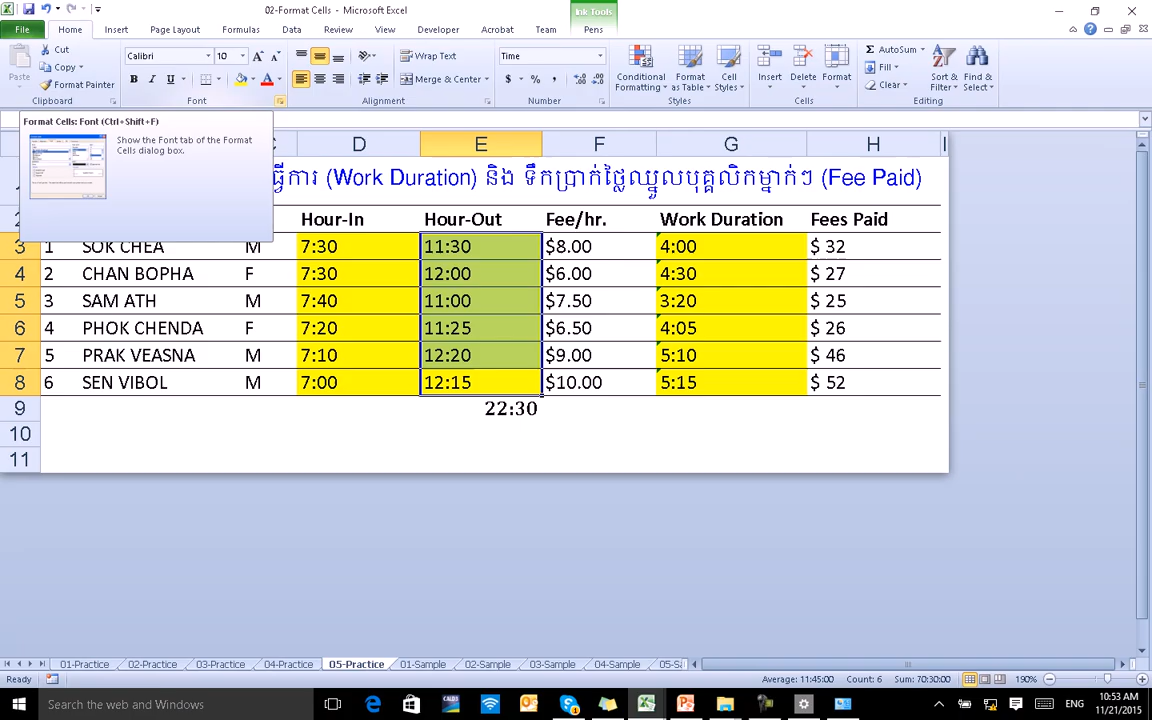 02-Format Cells - Microsoft Excel
Ink Tools
File Home Insert Page Layout Formulas Data Review View Developer Acrobat Team Pens
Cut
Copy
Format Painter
Paste
Calibri 10
B I U
Wrap Text
Merge & Center
Time
$ % ,
Conditional Formatting
Format as Table
Cell Styles
Insert Delete Format
AutoSum
Fill
Clear
Sort & Filter
Find & Select
Clipboard Font Alignment Number Styles Cells Editing
Format Cells: Font (Ctrl+Shift+F)
Show the Font tab of the Format
Cells dialog box.
C D E F G H I
ធ្វើការ (Work Duration) និង ទឹកប្រាក់ថ្លៃឈ្នួលបុគ្គលិកម្នាក់ៗ (Fee Paid)
Hour-In Hour-Out Fee/hr. Work Duration Fees Paid
3 1 SOK CHEA M 7:30 11:30 $8.00 4:00 $ 32
4 2 CHAN BOPHA F 7:30 12:00 $6.00 4:30 $ 27
5 3 SAM ATH M 7:40 11:00 $7.50 3:20 $ 25
6 4 PHOK CHENDA F 7:20 11:25 $6.50 4:05 $ 26
7 5 PRAK VEASNA M 7:10 12:20 $9.00 5:10 $ 46
8 6 SEN VIBOL M 7:00 12:15 $10.00 5:15 $ 52
9 22:30
10
11
01-Practice 02-Practice 03-Practice 04-Practice 05-Practice 01-Sample 02-Sample 03-Sample 04-Sample 05-Sa
Ready Average: 11:45:00 Count: 6 Sum: 70:30:00 190%
Search the web and Windows
ENG
10:53 AM
11/21/2015